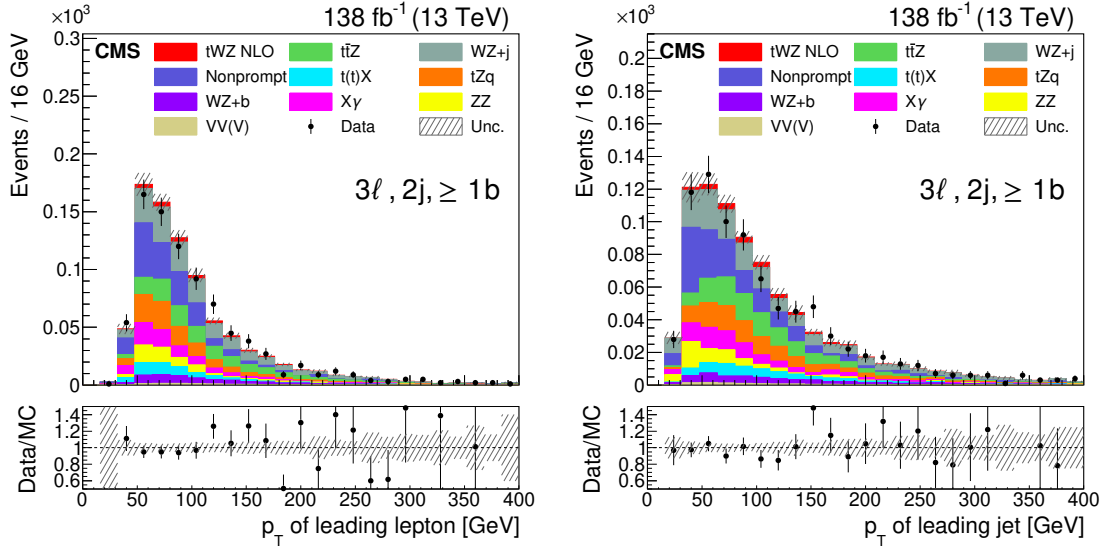 ×10³ 138 fb⁻¹ (13 TeV)
CMS
tWZ NLO tt̄Z WZ+j
Nonprompt t(t)X tZq
WZ+b Xγ ZZ
VV(V) Data Unc.
3ℓ , 2j, ≥ 1b
Events / 16 GeV
0.3
0.25
0.2
0.15
0.1
0.05
0
Data/MC
1.4
1.2
1
0.8
0.6
0 50 100 150 200 250 300 350 400
p_T of leading lepton [GeV]
×10³ 138 fb⁻¹ (13 TeV)
CMS
tWZ NLO tt̄Z WZ+j
Nonprompt t(t)X tZq
WZ+b Xγ ZZ
VV(V) Data Unc.
3ℓ , 2j, ≥ 1b
Events / 16 GeV
0.2
0.18
0.16
0.14
0.12
0.1
0.08
0.06
0.04
0.02
0
Data/MC
1.4
1.2
1
0.8
0.6
0 50 100 150 200 250 300 350 400
p_T of leading jet [GeV]